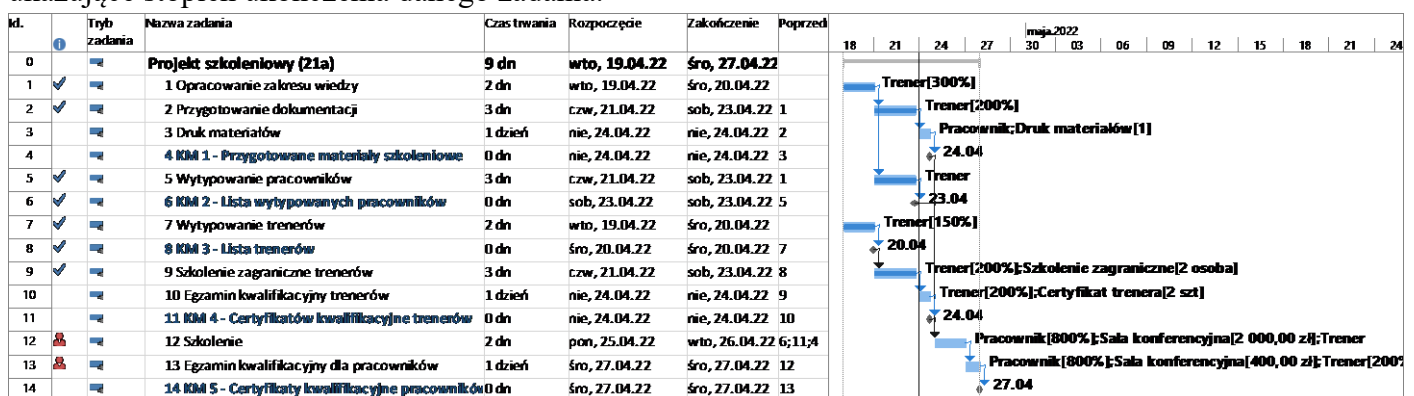 ukazujące stopień ukończenia danego zadania.
Id. Tryb zadania Nazwa zadania Czas trwania Rozpoczęcie Zakończenie Poprzed
maja 2022
18 21 24 27 30 03 06 09 12 15 18 21 24
0 Projekt szkoleniowy (21a) 9 dn wto, 19.04.22 śro, 27.04.22
1 1 Opracowanie zakresu wiedzy 2 dn wto, 19.04.22 śro, 20.04.22 Trener[300%]
2 2 Przygotowanie dokumentacji 3 dn czw, 21.04.22 sob, 23.04.22 1 Trener[200%]
3 3 Druk materiałów 1 dzień nie, 24.04.22 nie, 24.04.22 2 Pracownik;Druk materiałów[1]
4 4 KM 1 - Przygotowane materiały szkoleniowe 0 dn nie, 24.04.22 nie, 24.04.22 3 24.04
5 5 Wytypowanie pracowników 3 dn czw, 21.04.22 sob, 23.04.22 1 Trener
6 6 KM 2 - Lista wytypowanych pracowników 0 dn sob, 23.04.22 sob, 23.04.22 5 23.04
7 7 Wytypowanie trenerów 2 dn wto, 19.04.22 śro, 20.04.22 Trener[150%]
8 8 KM 3 - Lista trenerów 0 dn śro, 20.04.22 śro, 20.04.22 7 20.04
9 9 Szkolenie zagraniczne trenerów 3 dn czw, 21.04.22 sob, 23.04.22 8 Trener[200%];Szkolenie zagraniczne[2 osoba]
10 10 Egzamin kwalifikacyjny trenerów 1 dzień nie, 24.04.22 nie, 24.04.22 9 Trener[200%];Certyfikat trenera[2 szt]
11 11 KM 4 - Certyfikatów kwalifikacyjne trenerów 0 dn nie, 24.04.22 nie, 24.04.22 10 24.04
12 12 Szkolenie 2 dn pon, 25.04.22 wto, 26.04.22 6;11;4 Pracownik[800%];Sala konferencyjna[2 000,00 zł];Trener
13 13 Egzamin kwalifikacyjny dla pracowników 1 dzień śro, 27.04.22 śro, 27.04.22 12 Pracownik[800%];Sala konferencyjna[400,00 zł];Trener[200%
14 14 KM 5 - Certyfikaty kwalifikacyjne pracowników 0 dn śro, 27.04.22 śro, 27.04.22 13 27.04